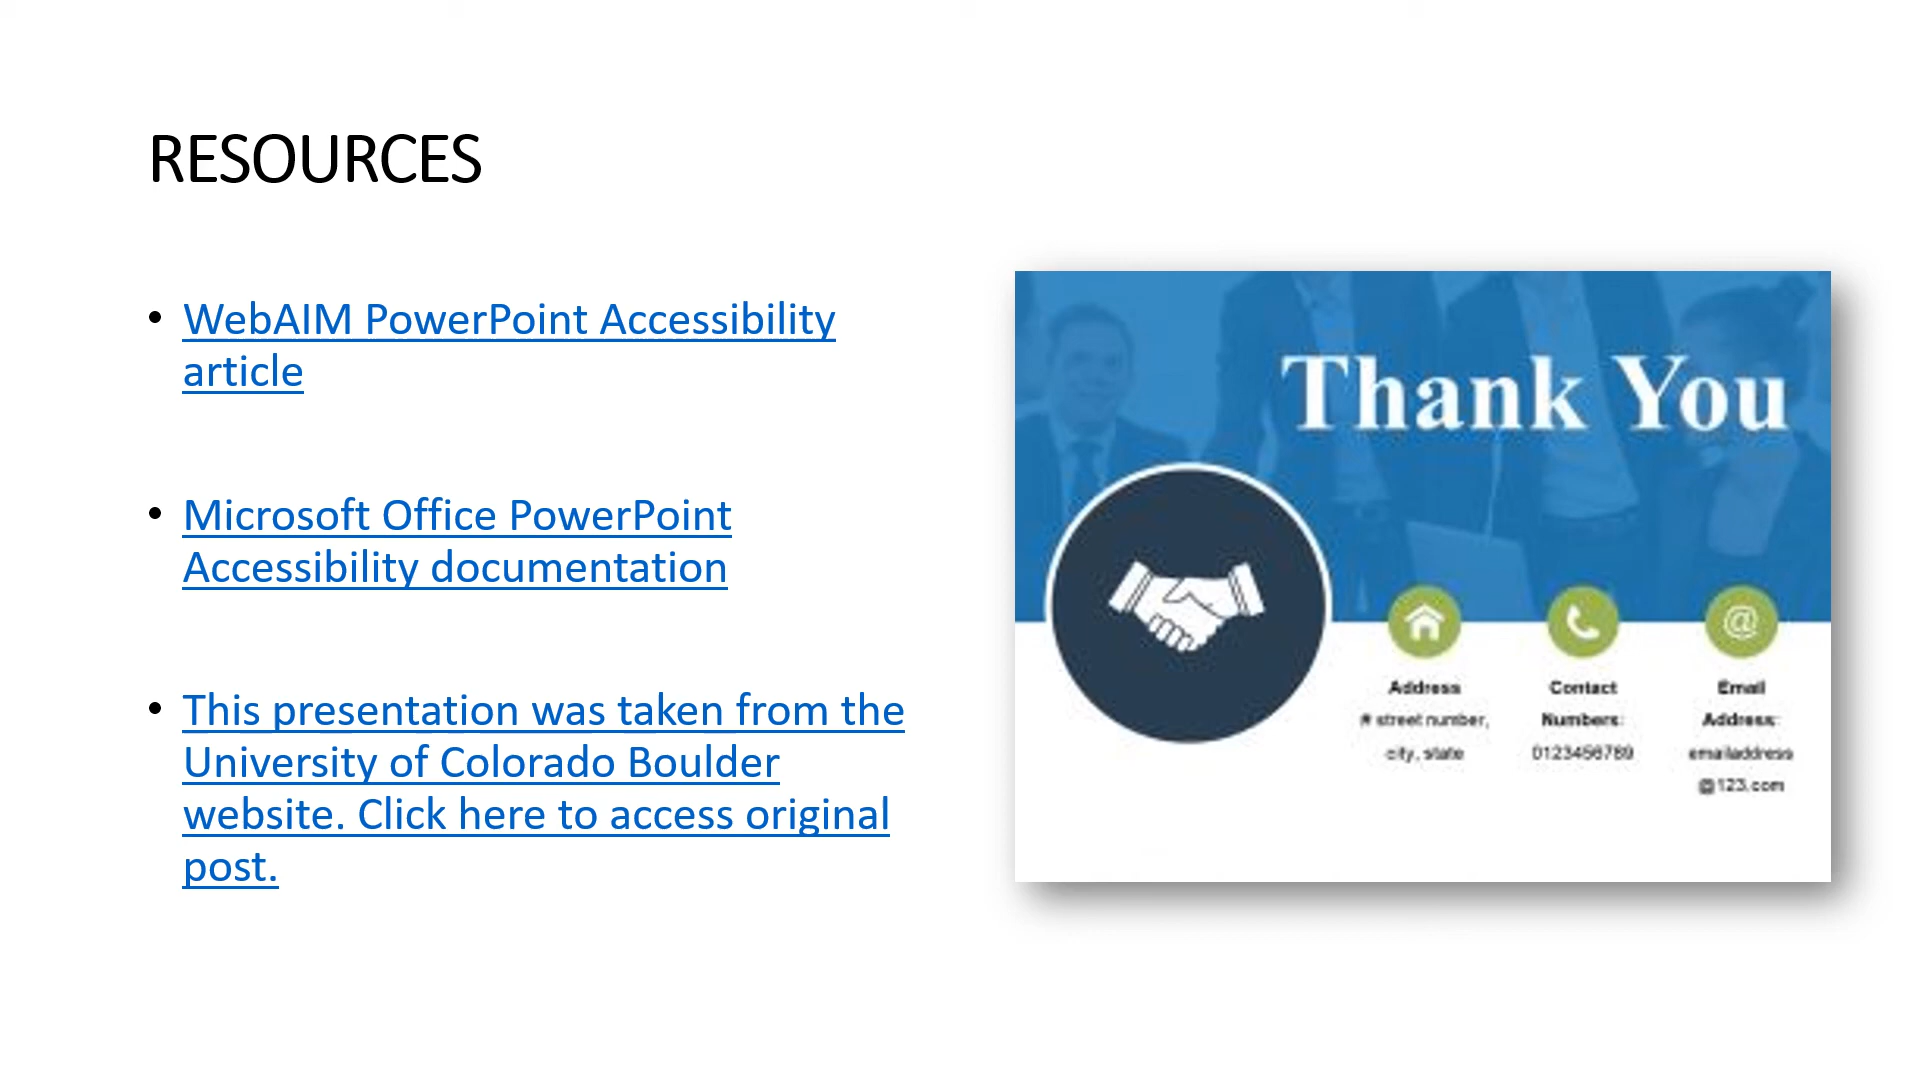 RESOURCES
• WebAIM PowerPoint Accessibility
article
• Microsoft Office PowerPoint
Accessibility documentation
• This presentation was taken from the
University of Colorado Boulder
website. Click here to access original
post.
Thank You
@
Address
# street number,
city, state
Contact
Numbers:
0123456789
Email
Address:
emailaddress
@123.com